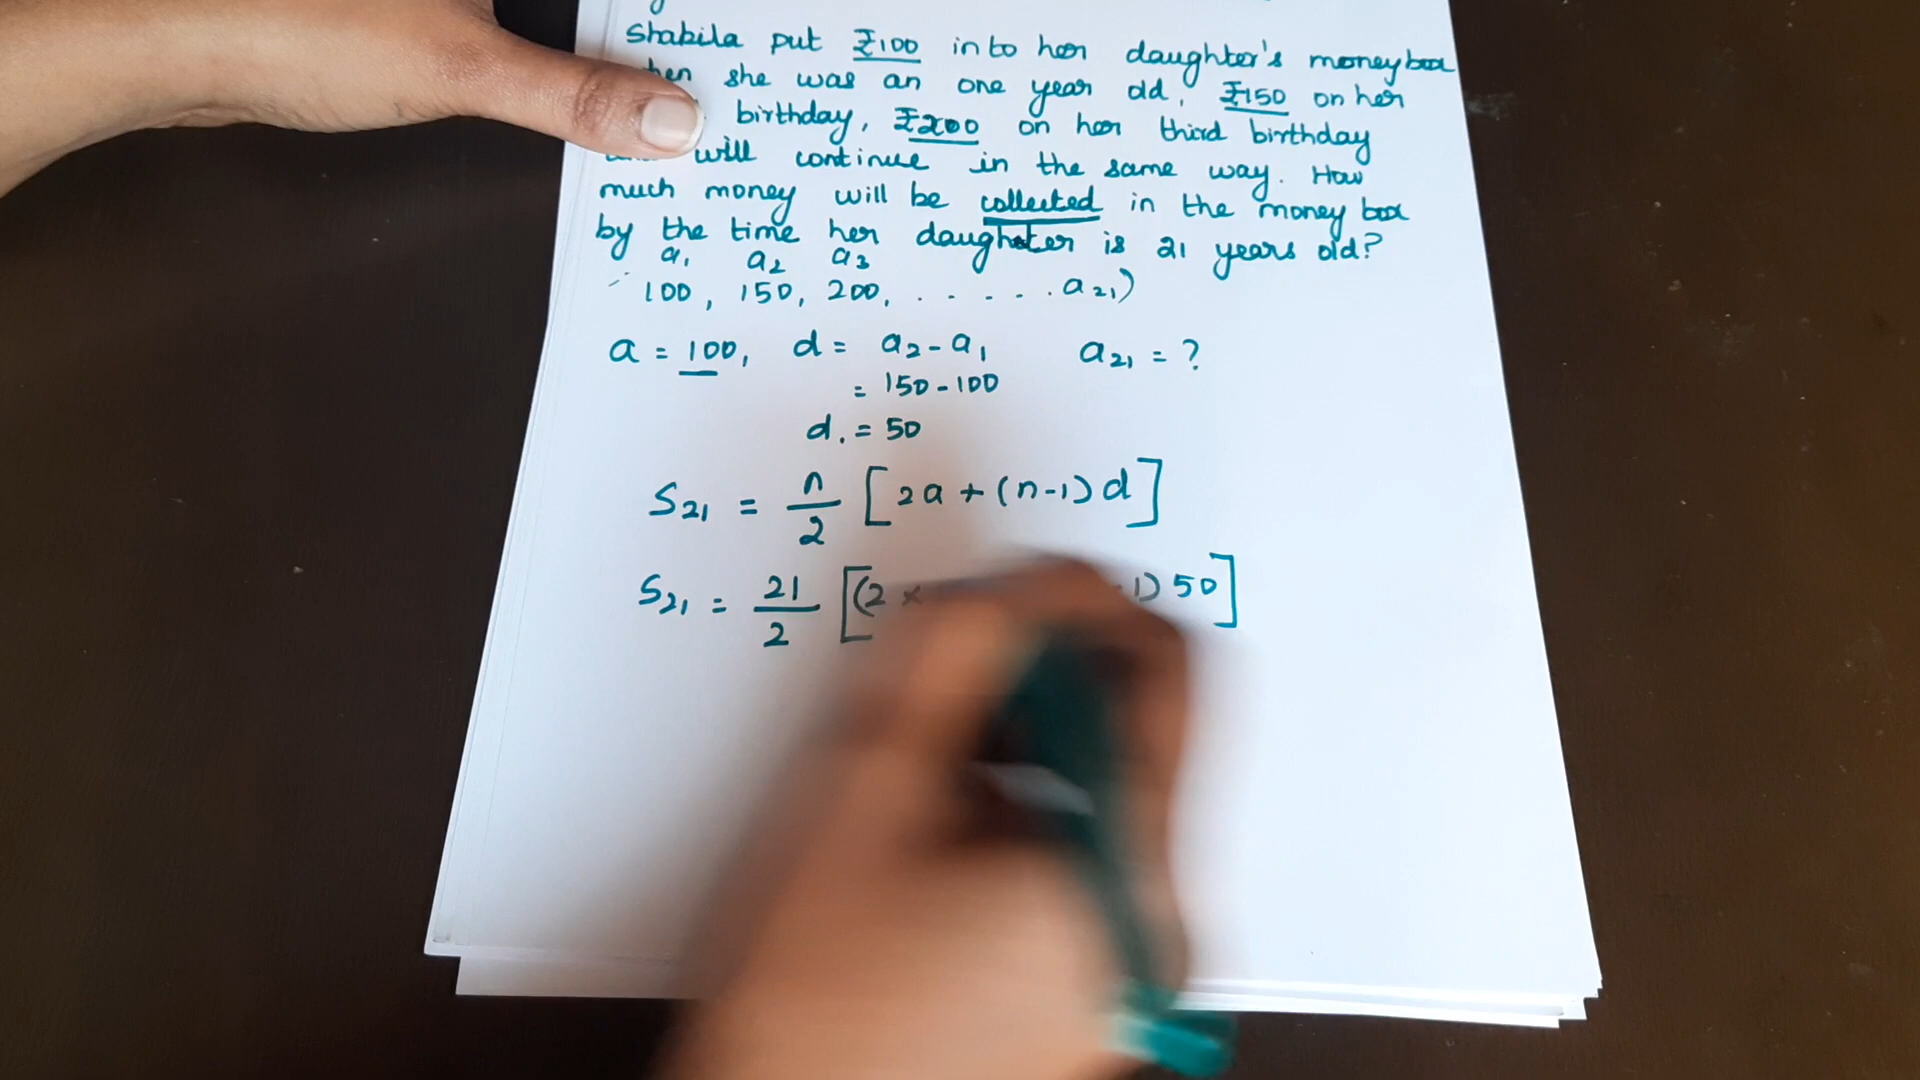 Shabila put ₹100 into her daughter's money box
she was an one year old, ₹150 on her
birthday, ₹200 on her third birthday
will continue in the same way. How
much money will be collected in the money box
by the time her daughter is 21 years old?
a₁ a₂ a₃
100, 150, 200, . . . . . a₂₁)
a = 100, d = a₂ - a₁ a₂₁ = ?
= 150 - 100
d. = 50
S₂₁ = n/2 [2a + (n-1) d]
S₂₁ = 21/2 [(2 × 1) 50]